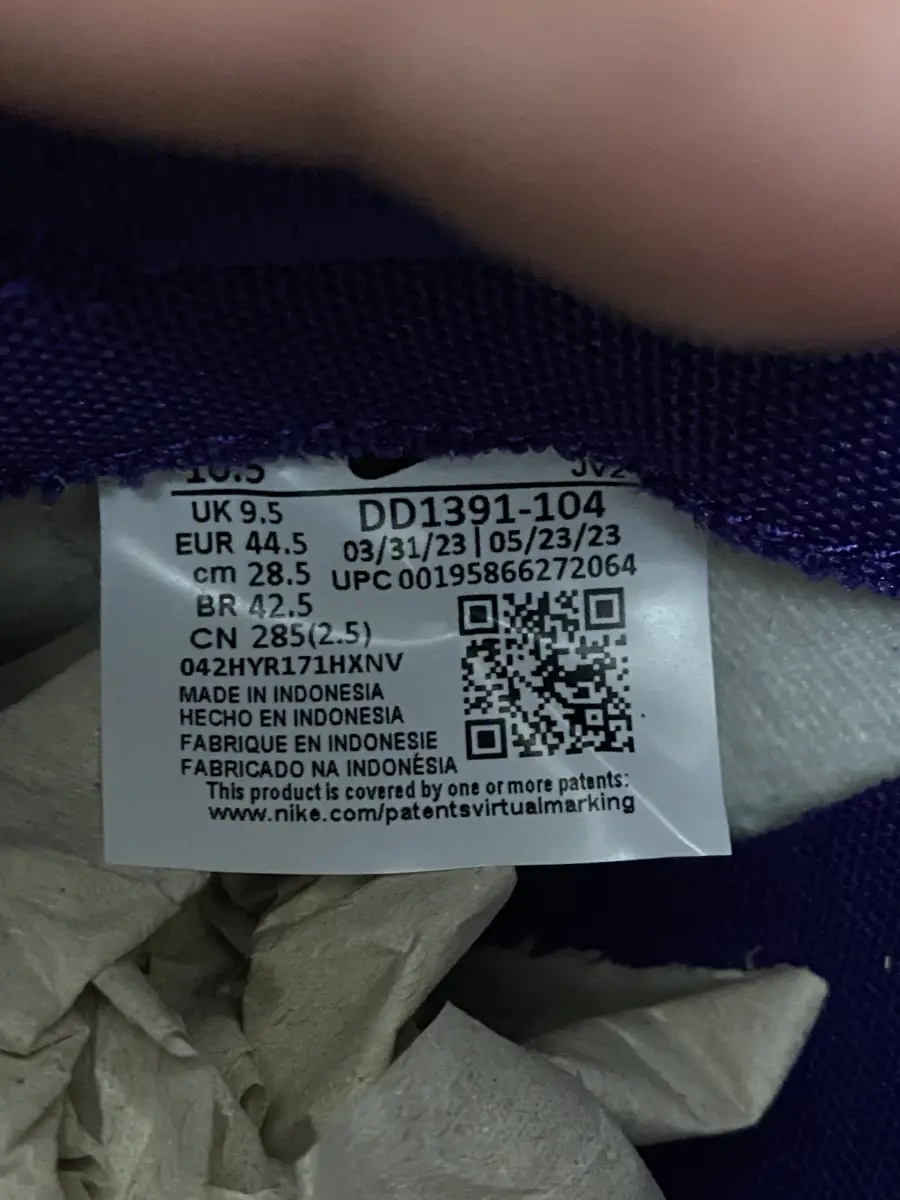 10.5 JV2
UK 9.5 DD1391-104
EUR 44.5 03/31/23 | 05/23/23
cm 28.5 UPC 00195866272064
BR 42.5
CN 285(2.5)
042HYR171HXNV
MADE IN INDONESIA
HECHO EN INDONESIA
FABRIQUE EN INDONESIE
FABRICADO NA INDONÉSIA
This product is covered by one or more patents:
www.nike.com/patentsvirtualmarking